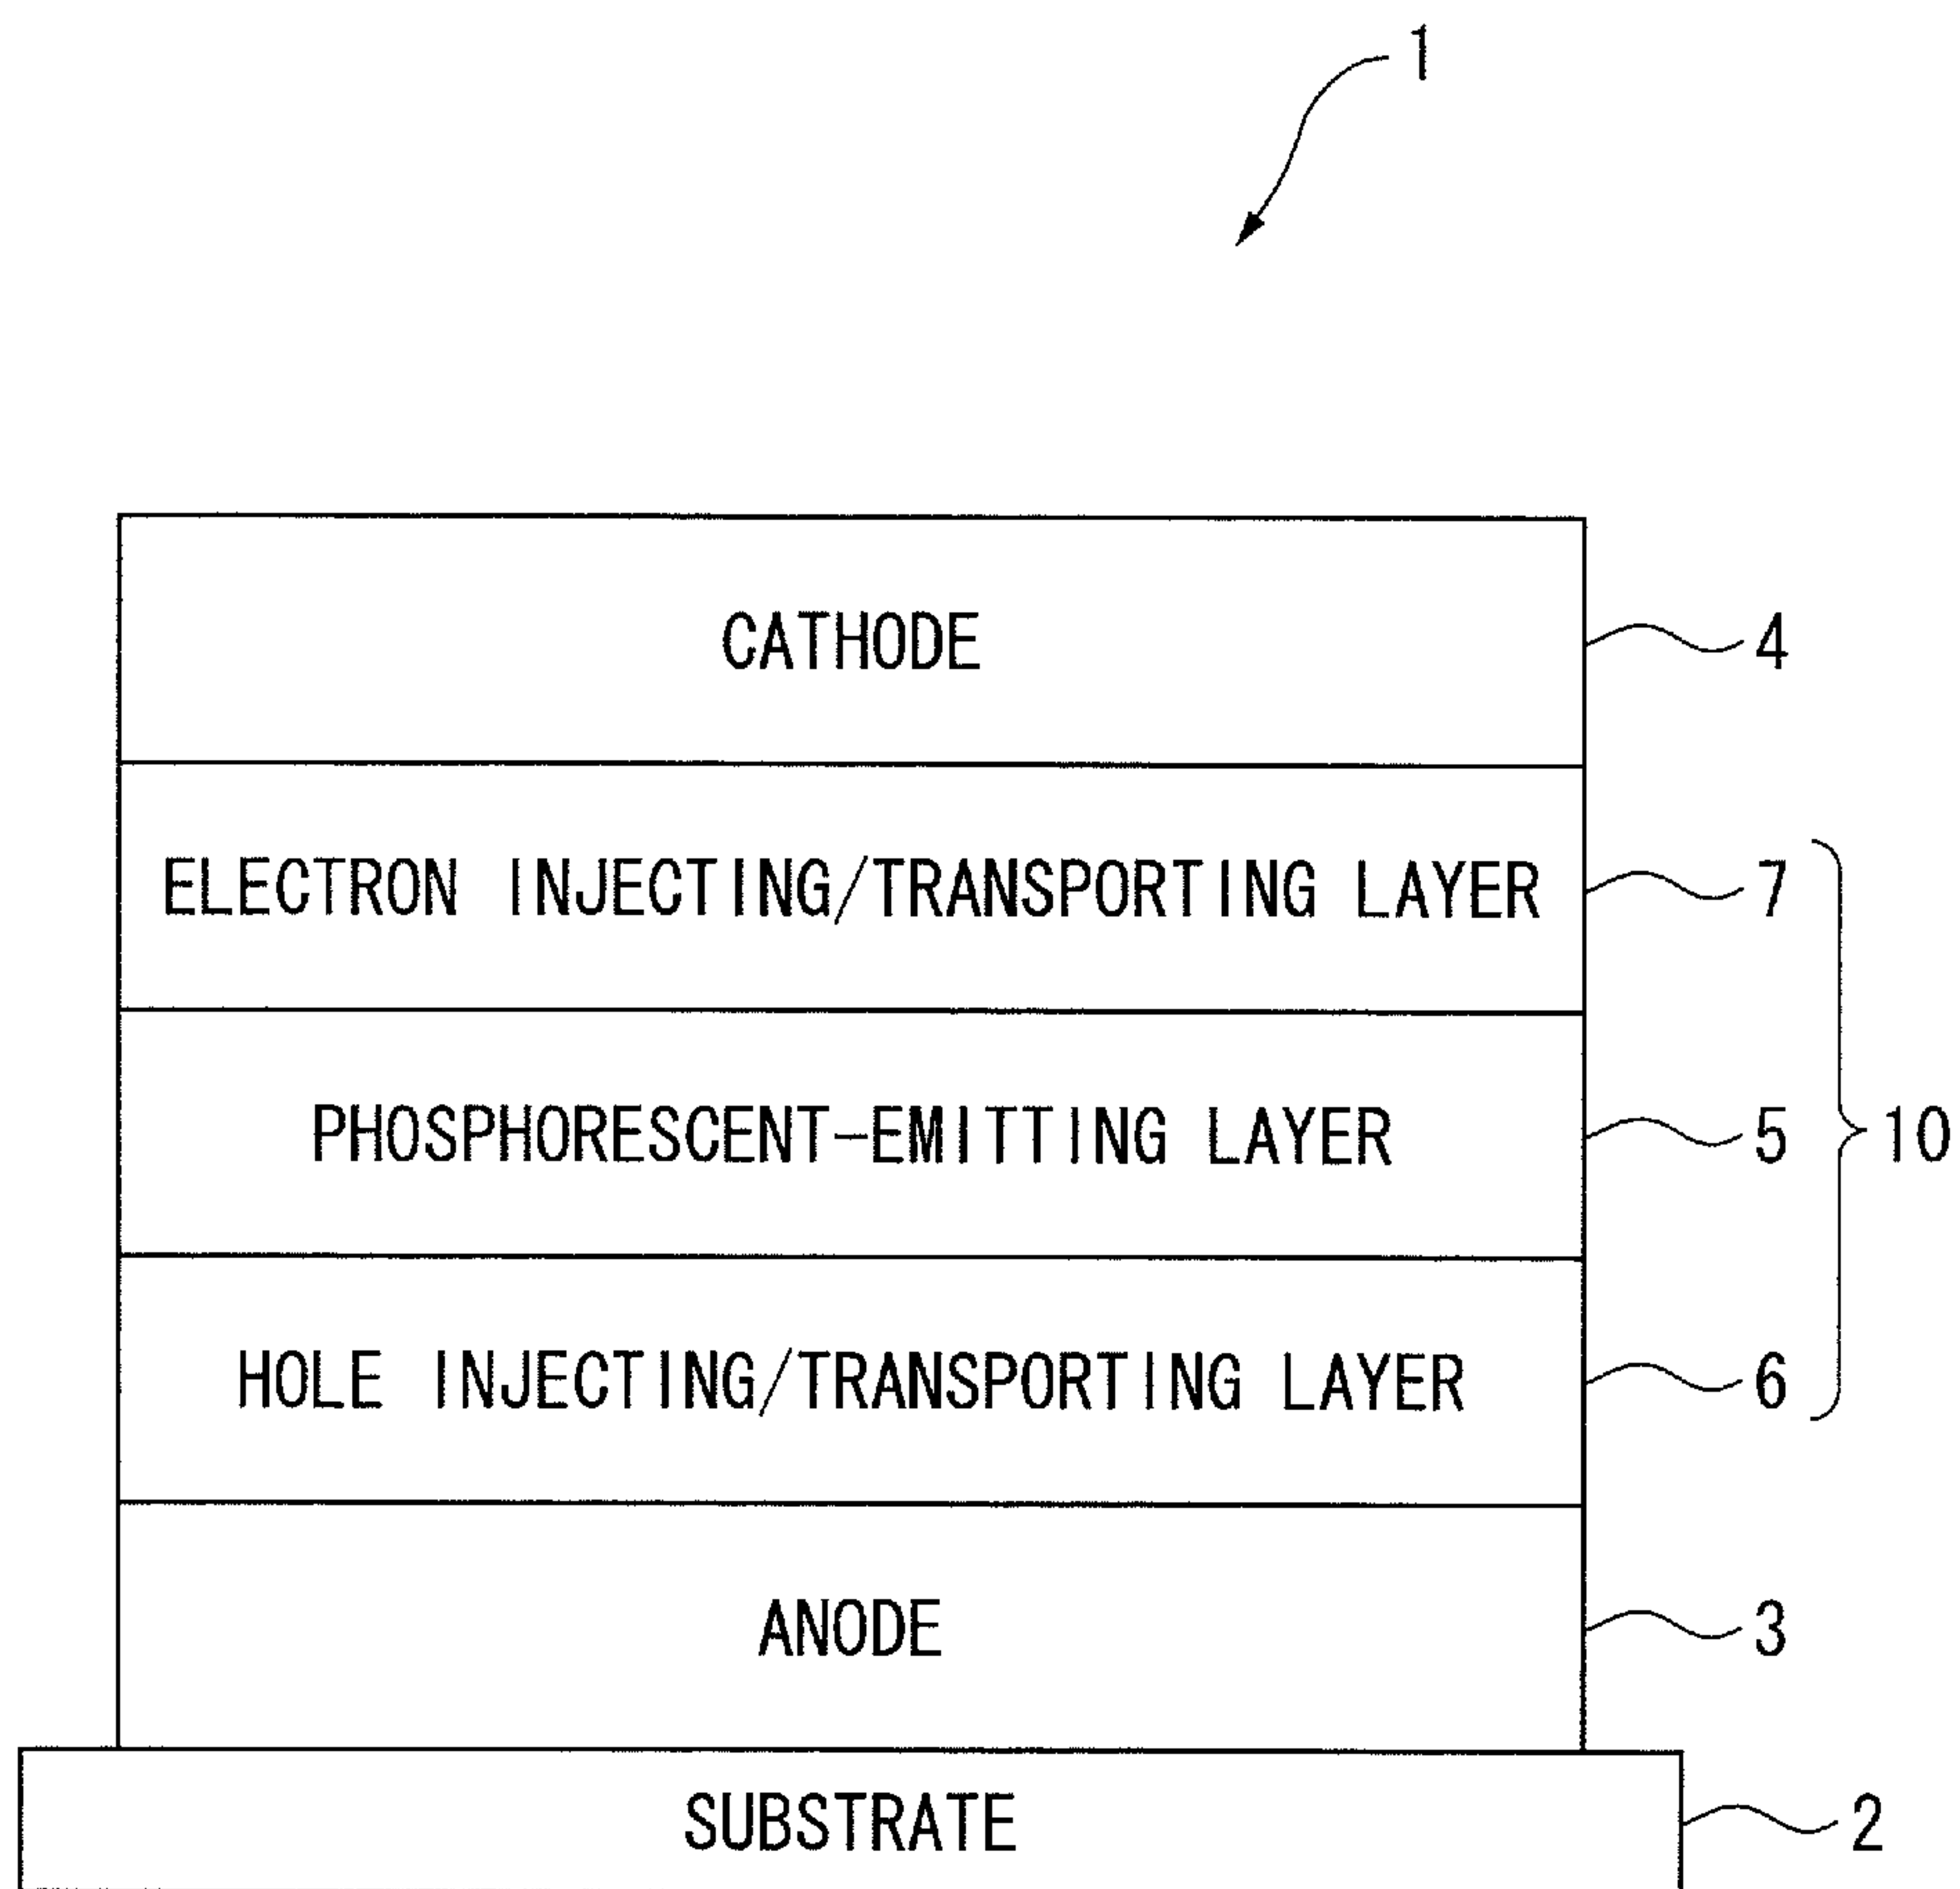 1
CATHODE 4
ELECTRON INJECTING/TRANSPORTING LAYER 7
PHOSPHORESCENT-EMITTING LAYER 5 10
HOLE INJECTING/TRANSPORTING LAYER 6
ANODE 3
SUBSTRATE 2